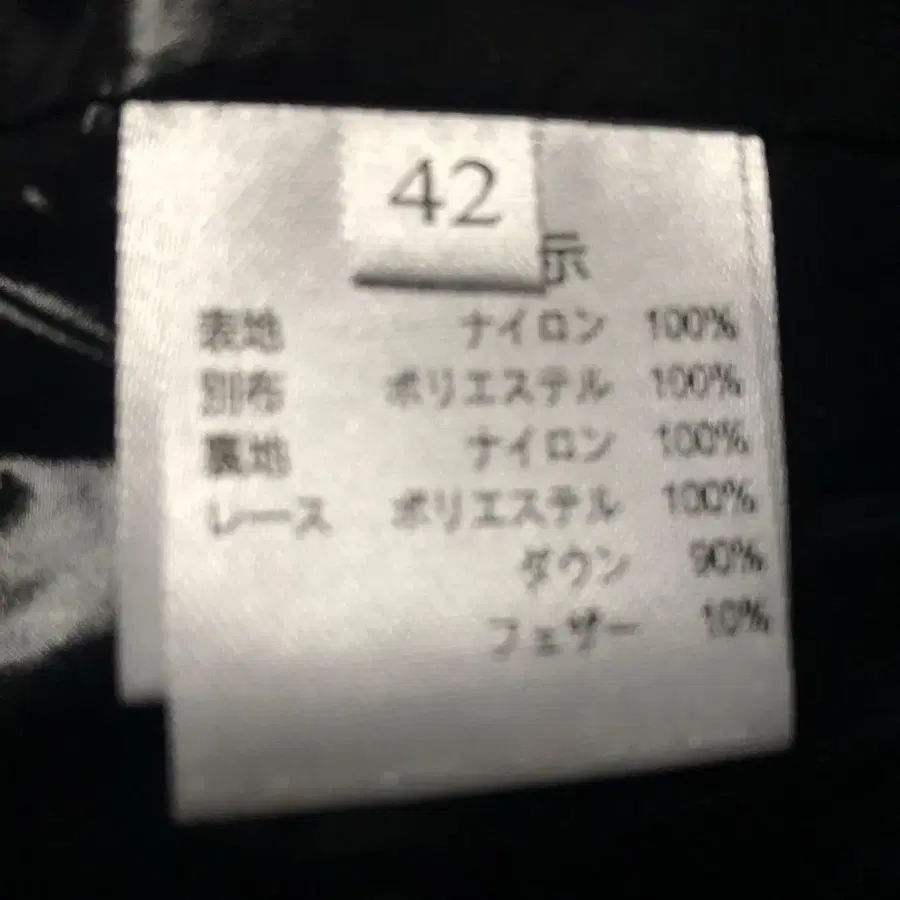 42
示
表地 ナイロン 100%
別布 ポリエステル 100%
裏地 ナイロン 100%
レース ポリエステル 100%
ダウン 90%
フェザー 10%